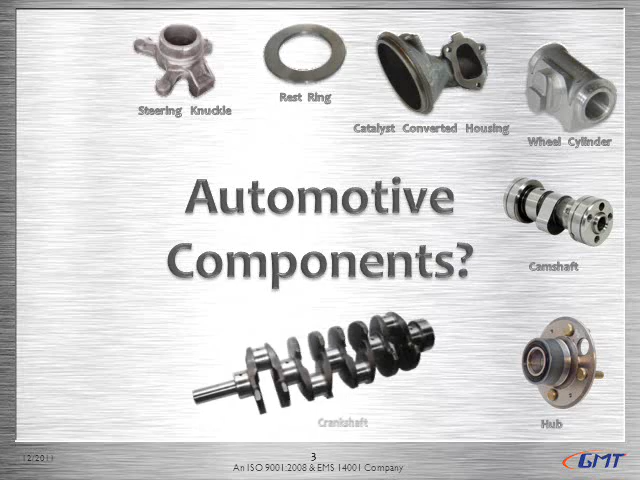 Steering Knuckle
Rest Ring
Catalyst Converted Housing
Wheel Cylinder
Automotive
Components?
Camshaft
Crankshaft
Hub
12/2011
3
An ISO 9001:2008 & EMS 14001 Company
GMT